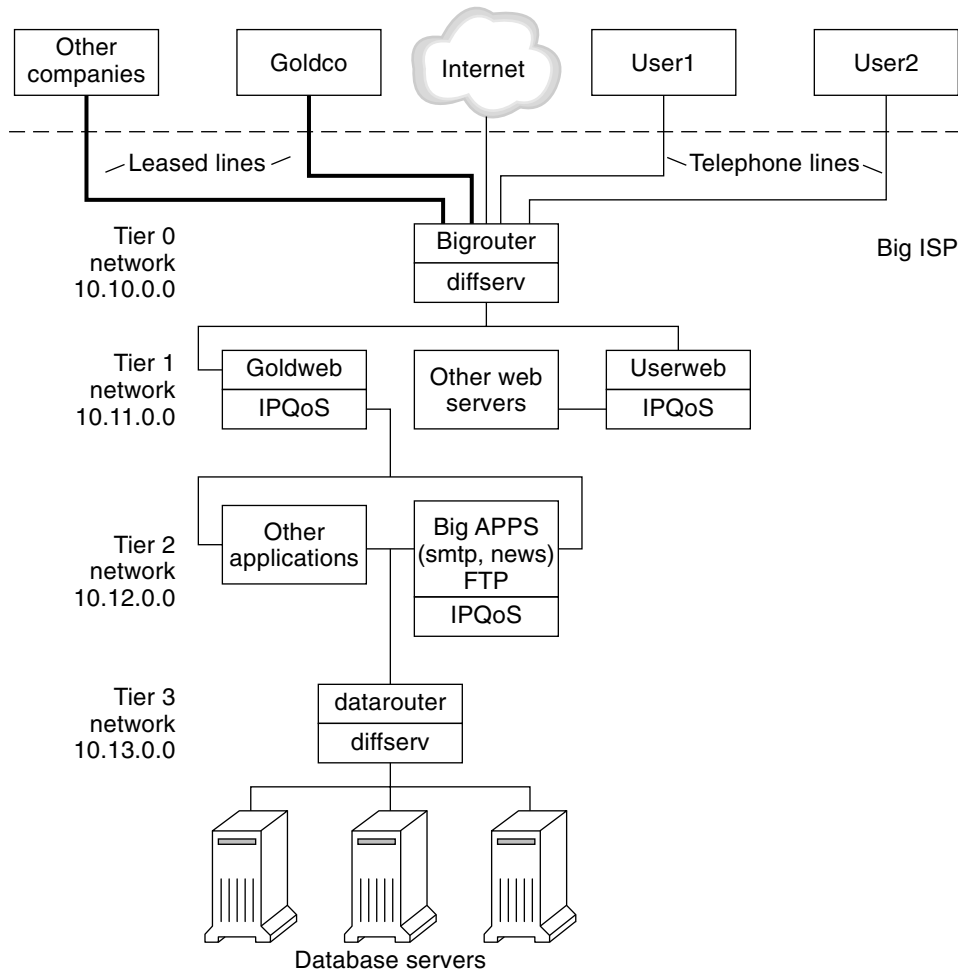 Other
companies
Goldco
Internet
User1
User2
Leased lines
Telephone lines
Tier 0
network
10.10.0.0
Bigrouter
diffserv
Big ISP
Tier 1
network
10.11.0.0
Goldweb
IPQoS
Other web
servers
Userweb
IPQoS
Tier 2
network
10.12.0.0
Other
applications
Big APPS
(smtp, news)
FTP
IPQoS
Tier 3
network
10.13.0.0
datarouter
diffserv
Database servers